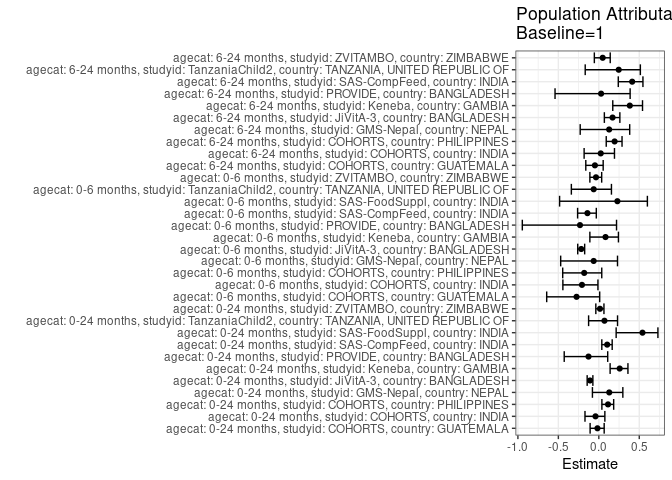 Population Attributa
Baseline=1
agecat: 6-24 months, studyid: ZVITAMBO, country: ZIMBABWE
agecat: 6-24 months, studyid: TanzaniaChild2, country: TANZANIA, UNITED REPUBLIC OF
agecat: 6-24 months, studyid: SAS-CompFeed, country: INDIA
agecat: 6-24 months, studyid: PROVIDE, country: BANGLADESH
agecat: 6-24 months, studyid: Keneba, country: GAMBIA
agecat: 6-24 months, studyid: JiVitA-3, country: BANGLADESH
agecat: 6-24 months, studyid: GMS-Nepal, country: NEPAL
agecat: 6-24 months, studyid: COHORTS, country: PHILIPPINES
agecat: 6-24 months, studyid: COHORTS, country: INDIA
agecat: 6-24 months, studyid: COHORTS, country: GUATEMALA
agecat: 0-6 months, studyid: ZVITAMBO, country: ZIMBABWE
agecat: 0-6 months, studyid: TanzaniaChild2, country: TANZANIA, UNITED REPUBLIC OF
agecat: 0-6 months, studyid: SAS-FoodSuppl, country: INDIA
agecat: 0-6 months, studyid: SAS-CompFeed, country: INDIA
agecat: 0-6 months, studyid: PROVIDE, country: BANGLADESH
agecat: 0-6 months, studyid: Keneba, country: GAMBIA
agecat: 0-6 months, studyid: JiVitA-3, country: BANGLADESH
agecat: 0-6 months, studyid: GMS-Nepal, country: NEPAL
agecat: 0-6 months, studyid: COHORTS, country: PHILIPPINES
agecat: 0-6 months, studyid: COHORTS, country: INDIA
agecat: 0-6 months, studyid: COHORTS, country: GUATEMALA
agecat: 0-24 months, studyid: ZVITAMBO, country: ZIMBABWE
agecat: 0-24 months, studyid: TanzaniaChild2, country: TANZANIA, UNITED REPUBLIC OF
agecat: 0-24 months, studyid: SAS-FoodSuppl, country: INDIA
agecat: 0-24 months, studyid: SAS-CompFeed, country: INDIA
agecat: 0-24 months, studyid: PROVIDE, country: BANGLADESH
agecat: 0-24 months, studyid: Keneba, country: GAMBIA
agecat: 0-24 months, studyid: JiVitA-3, country: BANGLADESH
agecat: 0-24 months, studyid: GMS-Nepal, country: NEPAL
agecat: 0-24 months, studyid: COHORTS, country: PHILIPPINES
agecat: 0-24 months, studyid: COHORTS, country: INDIA
agecat: 0-24 months, studyid: COHORTS, country: GUATEMALA
-1.0 -0.5 0.0 0.5
Estimate